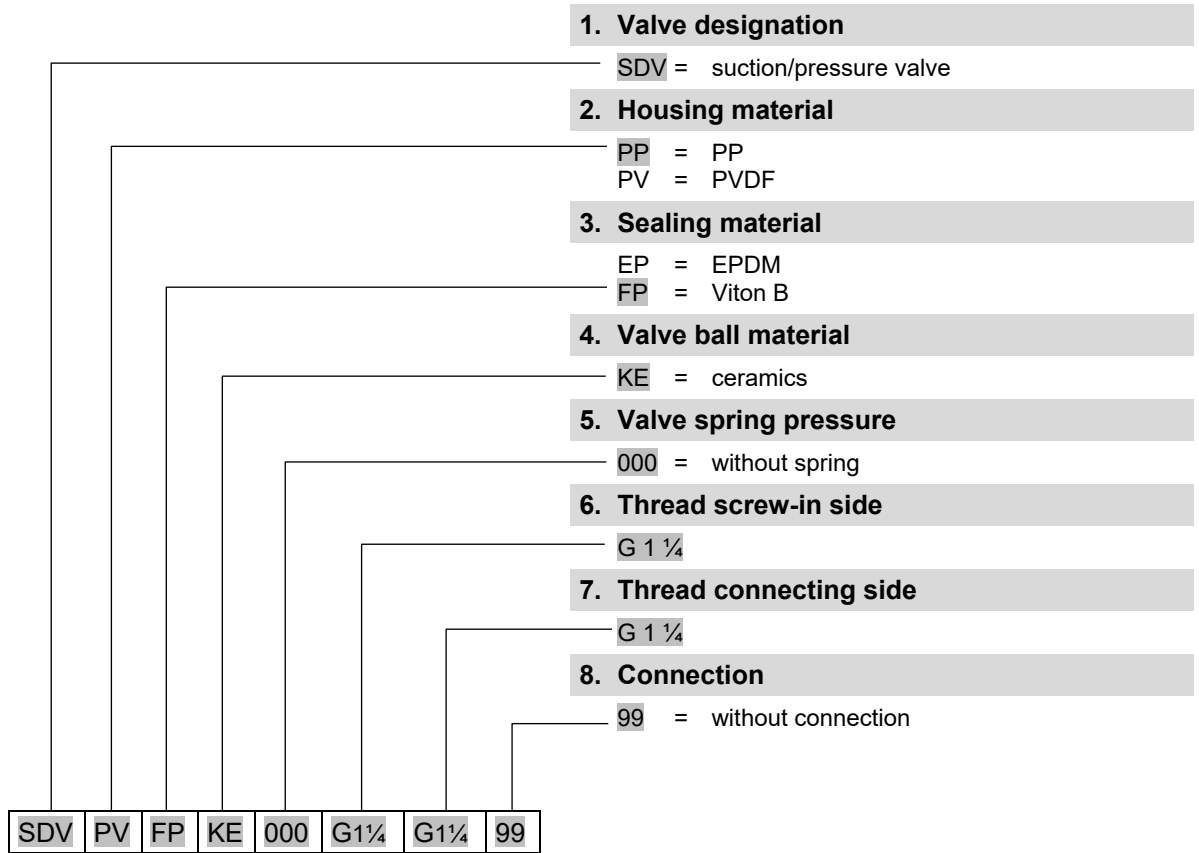 1. Valve designation
SDV = suction/pressure valve
2. Housing material
PP = PP
PV = PVDF
3. Sealing material
EP = EPDM
FP = Viton B
4. Valve ball material
KE = ceramics
5. Valve spring pressure
000 = without spring
6. Thread screw-in side
G 1 ¼
7. Thread connecting side
G 1 ¼
8. Connection
99 = without connection
SDV PV FP KE 000 G1¼ G1¼ 99